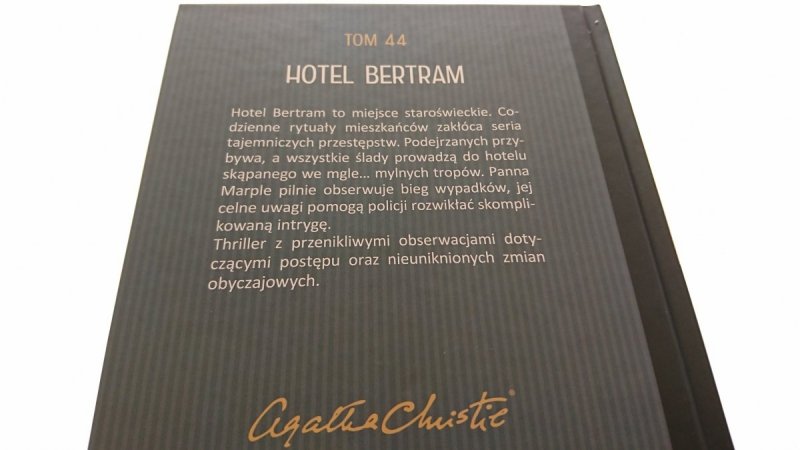 TOM 44
HOTEL BERTRAM
Hotel Bertram to miejsce staroświeckie. Co-
dzienne rytuały mieszkańców zakłóca seria
tajemniczych przestępstw. Podejrzanych przy-
bywa, a wszystkie ślady prowadzą do hotelu
skąpanego we mgle... mylnych tropów. Panna
Marple pilnie obserwuje bieg wypadków, jej
celne uwagi pomogą policji rozwikłać skompli-
kowaną intrygę.
Thriller z przenikliwymi obserwacjami doty-
czącymi postępu oraz nieuniknionych zmian
obyczajowych.
Agatha Christie®